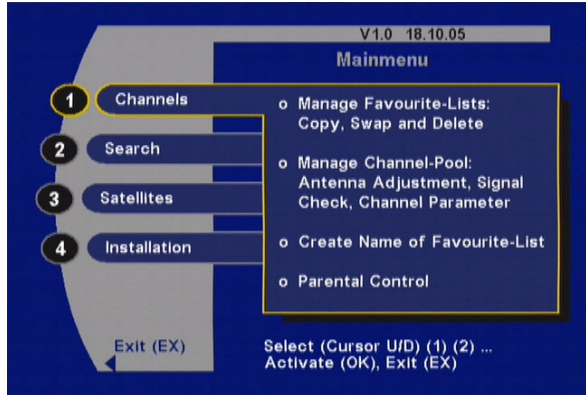 V1.0 18.10.05
Mainmenu
1 Channels
2 Search
3 Satellites
4 Installation
o Manage Favourite-Lists:
Copy, Swap and Delete
o Manage Channel-Pool:
Antenna Adjustment, Signal
Check, Channel Parameter
o Create Name of Favourite-List
o Parental Control
Exit (EX)
Select (Cursor U/D) (1) (2) ...
Activate (OK), Exit (EX)